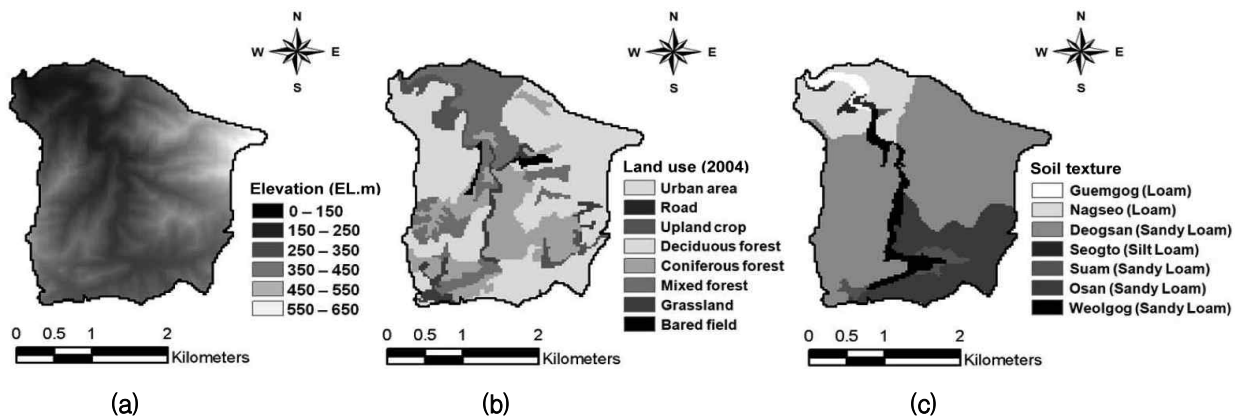 N
W E
S
Elevation (EL.m)
0 – 150
150 – 250
250 – 350
350 – 450
450 – 550
550 – 650
0 0.5 1 2
Kilometers
(a)
N
W E
S
Land use (2004)
Urban area
Road
Upland crop
Deciduous forest
Coniferous forest
Mixed forest
Grassland
Bared field
0 0.5 1 2
Kilometers
(b)
N
W E
S
Soil texture
Guemgog (Loam)
Nagseo (Loam)
Deogsan (Sandy Loam)
Seogto (Silt Loam)
Suam (Sandy Loam)
Osan (Sandy Loam)
Weolgog (Sandy Loam)
0 0.5 1 2
Kilometers
(c)